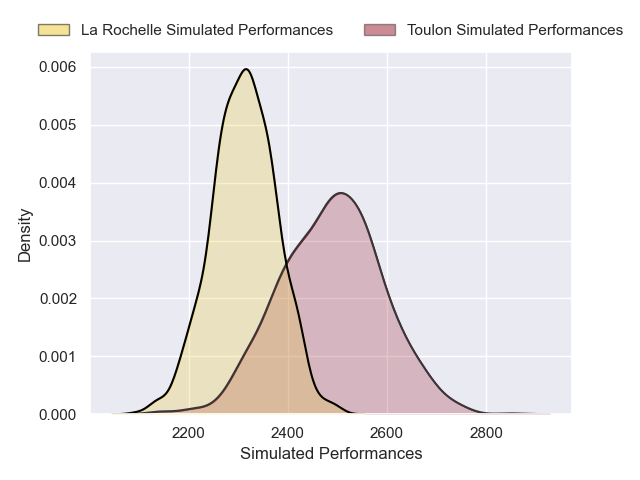 La Rochelle Simulated Performances Toulon Simulated Performances
0.006
0.005
0.004
0.003
0.002
0.001
0.000
Density
2200 2400 2600 2800
Simulated Performances